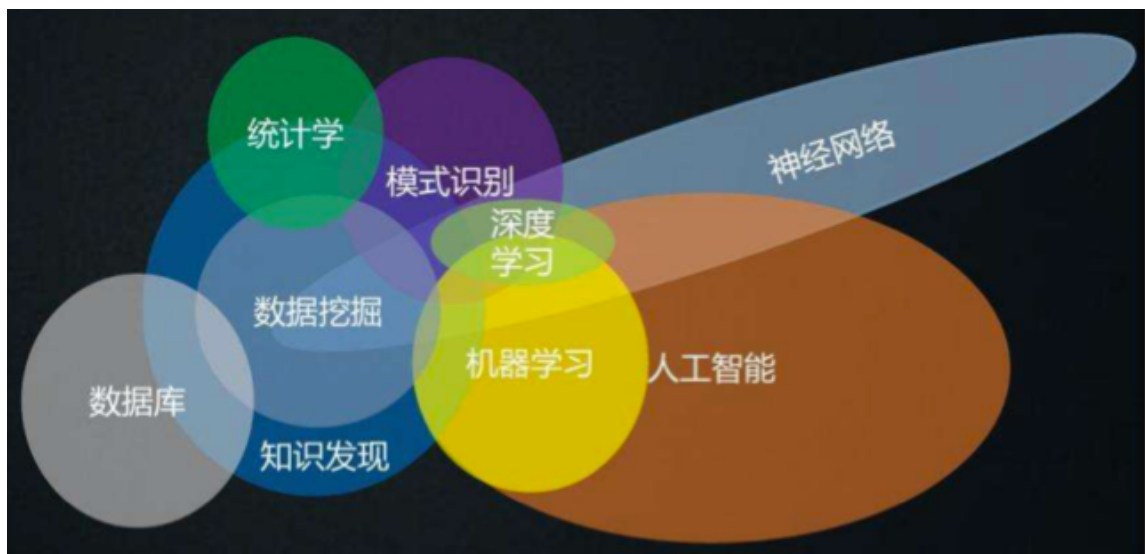 统计学
模式识别
神经网络
深度
学习
数据挖掘
机器学习
人工智能
数据库
知识发现